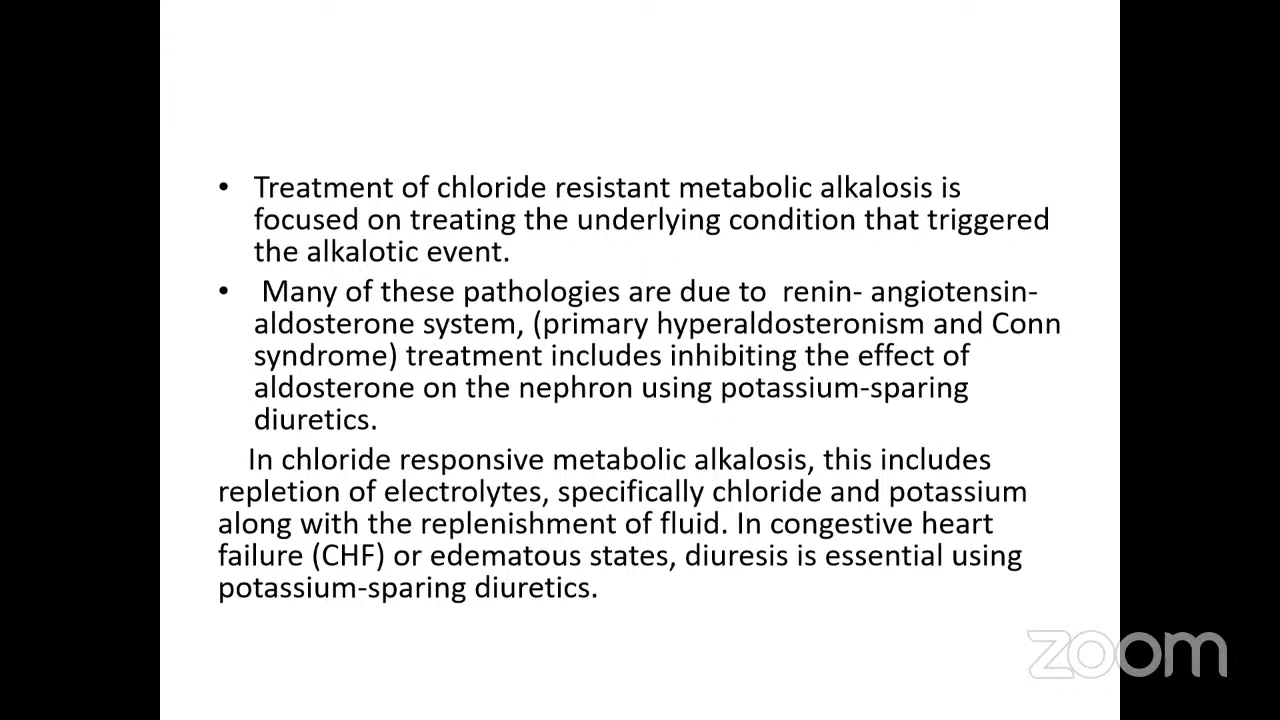 • Treatment of chloride resistant metabolic alkalosis is
focused on treating the underlying condition that triggered
the alkalotic event.
• Many of these pathologies are due to  renin- angiotensin-
aldosterone system, (primary hyperaldosteronism and Conn
syndrome) treatment includes inhibiting the effect of
aldosterone on the nephron using potassium-sparing
diuretics.
In chloride responsive metabolic alkalosis, this includes
repletion of electrolytes, specifically chloride and potassium
along with the replenishment of fluid. In congestive heart
failure (CHF) or edematous states, diuresis is essential using
potassium-sparing diuretics.
zoom